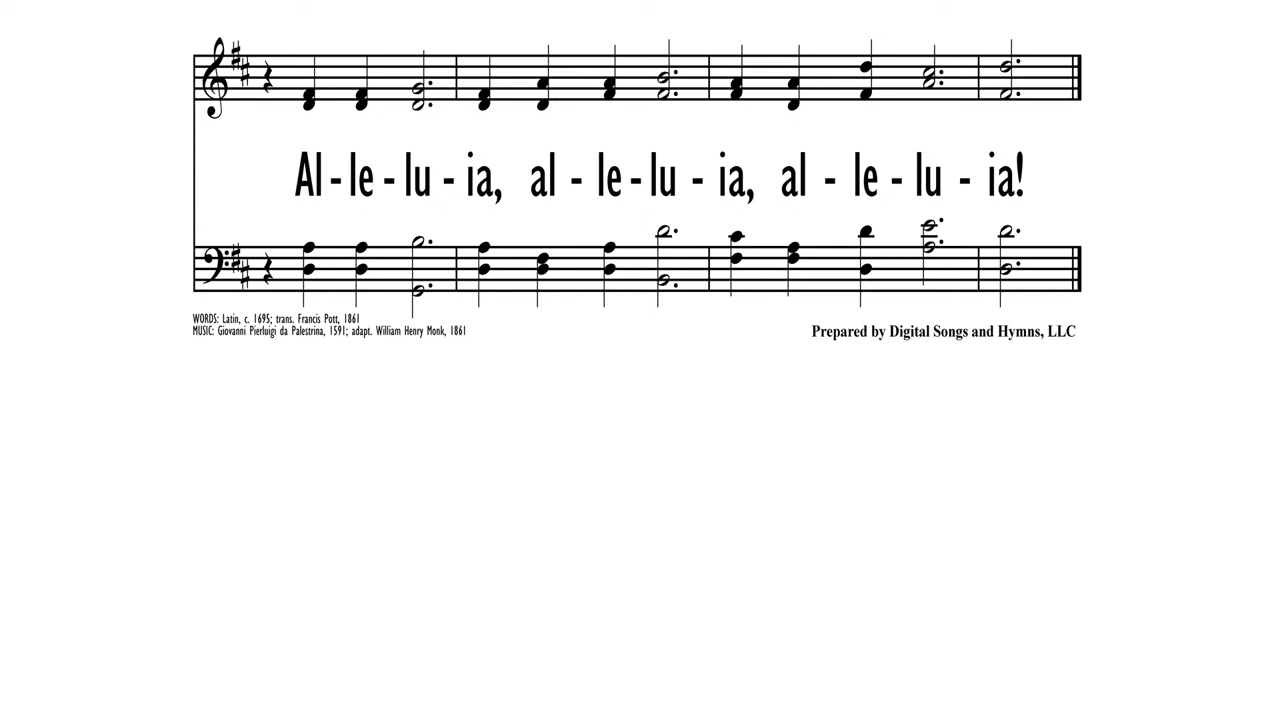 Al - le - lu - ia, al - le - lu - ia, al - le - lu - ia!
WORDS: Latin, c. 1695; trans. Francis Pott, 1861
MUSIC: Giovanni Pierluigi da Palestrina, 1591; adapt. William Henry Monk, 1861
Prepared by Digital Songs and Hymns, LLC